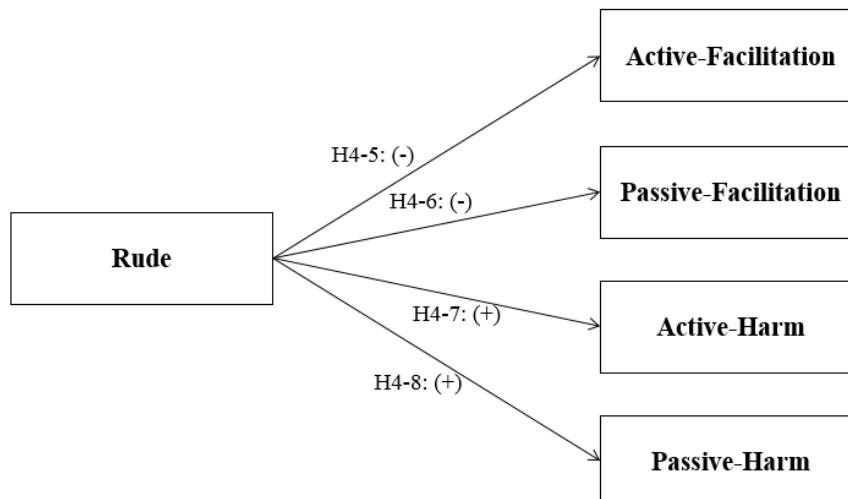 Active-Facilitation
H4-5: (-)
Passive-Facilitation
H4-6: (-)
Rude
H4-7: (+)
Active-Harm
H4-8: (+)
Passive-Harm